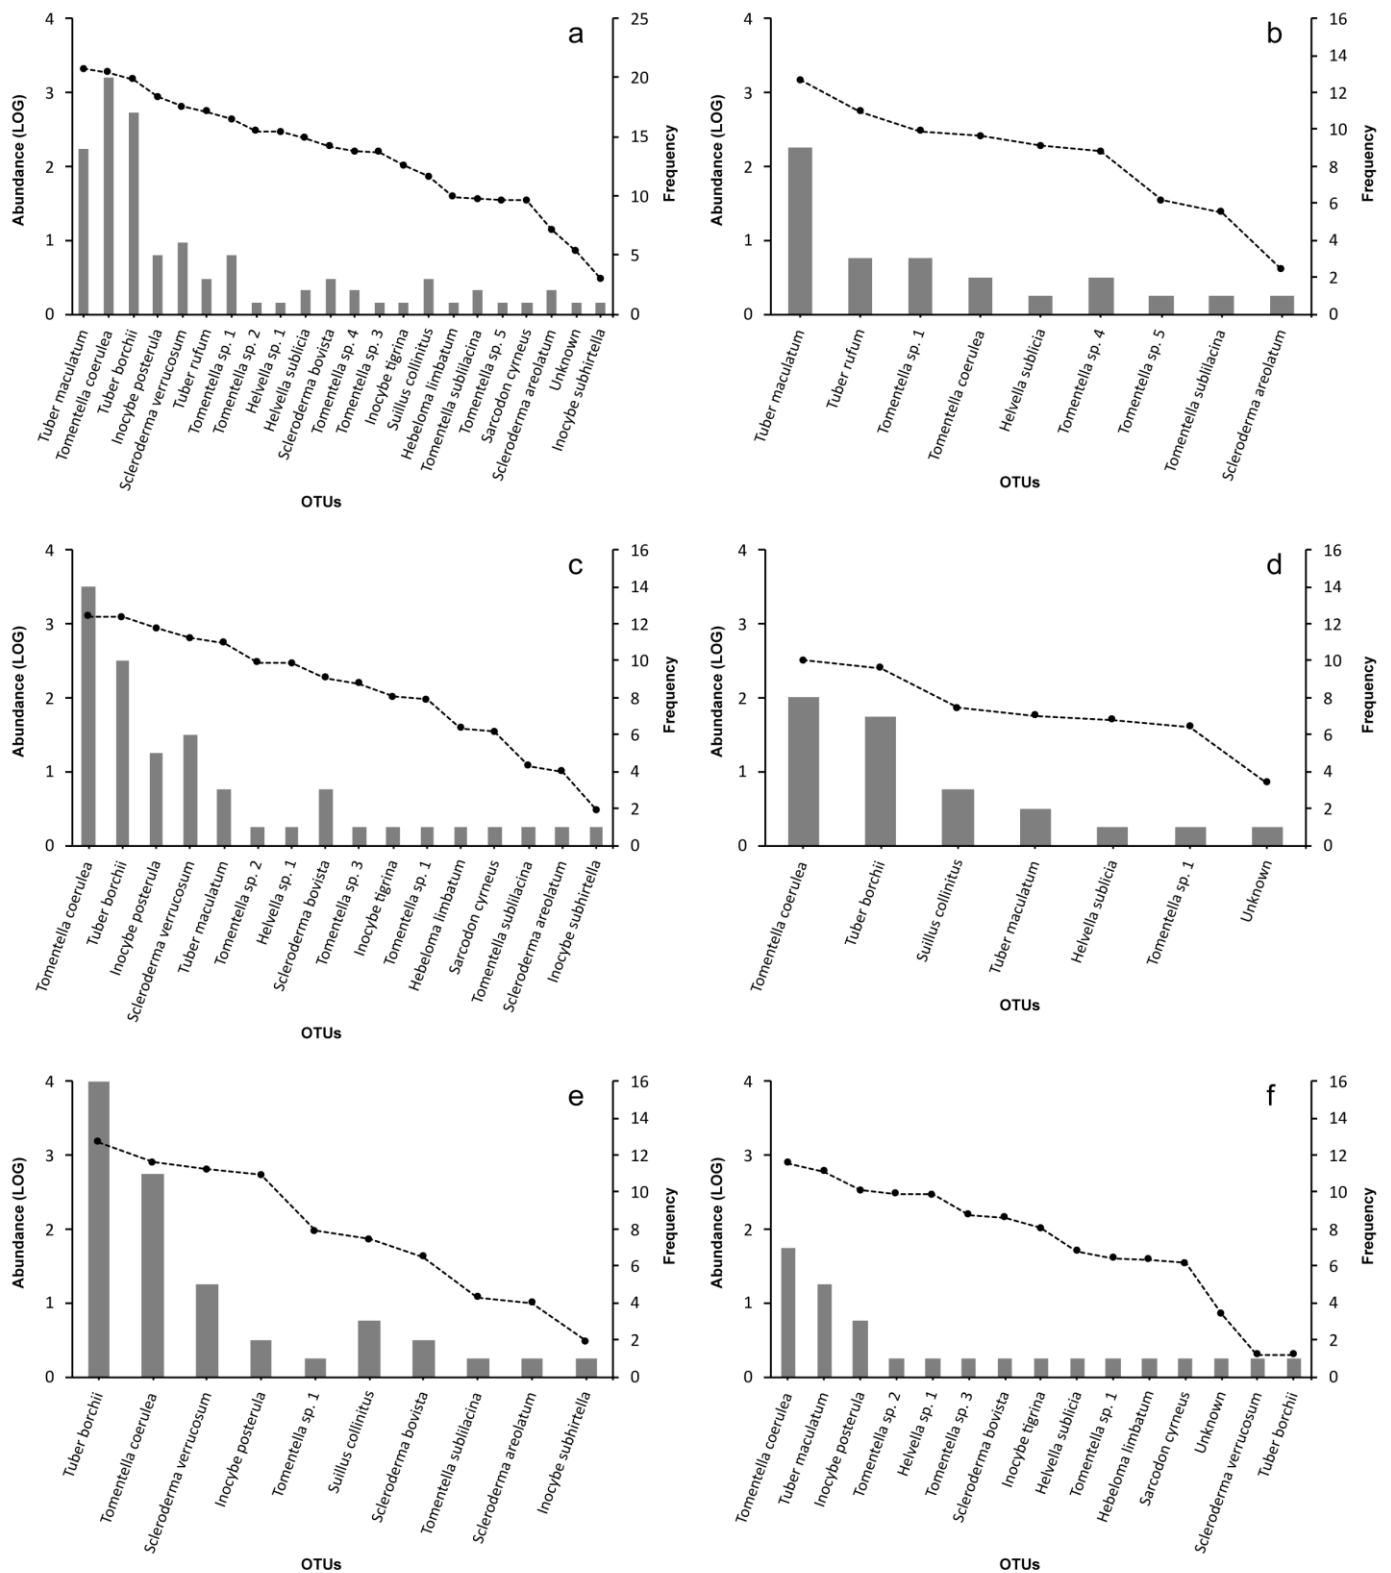 a
4
3
2
1
0
25
20
15
10
5
0
Abundance (LOG)
Frequency
Tuber maculatum
Tomentella coerulea
Tuber borchii
Inocybe posterula
Scleroderma verrucosum
Tuber rufum
Tomentella sp. 1
Tomentella sp. 2
Helvella sp. 1
Helvella sublicia
Scleroderma bovista
Tomentella sp. 4
Tomentella sp. 3
Inocybe tigrina
Suillus collinitus
Hebeloma limbatum
Tomentella sublilacina
Tomentella sp. 5
Sarcodon cyrneus
Scleroderma areolatum
Unknown
Inocybe subhirtella
OTUs
b
4
3
2
1
0
16
14
12
10
8
6
4
2
0
Abundance (LOG)
Frequency
Tuber maculatum
Tuber rufum
Tomentella sp. 1
Tomentella coerulea
Helvella sublicia
Tomentella sp. 4
Tomentella sp. 5
Tomentella sublilacina
Scleroderma areolatum
OTUs
c
4
3
2
1
0
16
14
12
10
8
6
4
2
0
Abundance (LOG)
Frequency
Tomentella coerulea
Tuber borchii
Inocybe posterula
Scleroderma verrucosum
Tuber maculatum
Tomentella sp. 2
Helvella sp. 1
Scleroderma bovista
Tomentella sp. 3
Inocybe tigrina
Tomentella sp. 1
Hebeloma limbatum
Sarcodon cyrneus
Tomentella sublilacina
Scleroderma areolatum
Inocybe subhirtella
OTUs
d
4
3
2
1
0
16
14
12
10
8
6
4
2
0
Abundance (LOG)
Frequency
Tomentella coerulea
Tuber borchii
Suillus collinitus
Tuber maculatum
Helvella sublicia
Tomentella sp. 1
Unknown
OTUs
e
4
3
2
1
0
16
14
12
10
8
6
4
2
0
Abundance (LOG)
Frequency
Tuber borchii
Tomentella coerulea
Scleroderma verrucosum
Inocybe posterula
Tomentella sp. 1
Suillus collinitus
Scleroderma bovista
Tomentella sublilacina
Scleroderma areolatum
Inocybe subhirtella
OTUs
f
4
3
2
1
0
16
14
12
10
8
6
4
2
0
Abundance (LOG)
Frequency
Tomentella coerulea
Tuber maculatum
Inocybe posterula
Tomentella sp. 2
Helvella sp. 1
Tomentella sp. 3
Scleroderma bovista
Inocybe tigrina
Helvella sublicia
Tomentella sp. 1
Hebeloma limbatum
Sarcodon cyrneus
Unknown
Scleroderma verrucosum
Tuber borchii
OTUs